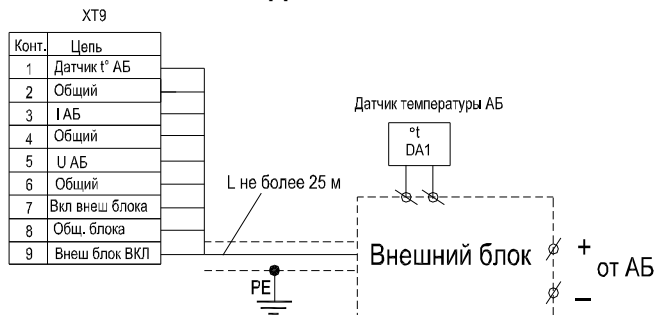 XT9
Конт. Цепь
1 Датчик t° АБ
2 Общий
3 I АБ
4 Общий
5 U АБ
6 Общий
7 Вкл внеш блока
8 Общ. блока
9 Внеш блок ВКЛ
Датчик температуры АБ
°t
DA1
L не более 25 м
Внешний блок
+
от АБ
–
PE